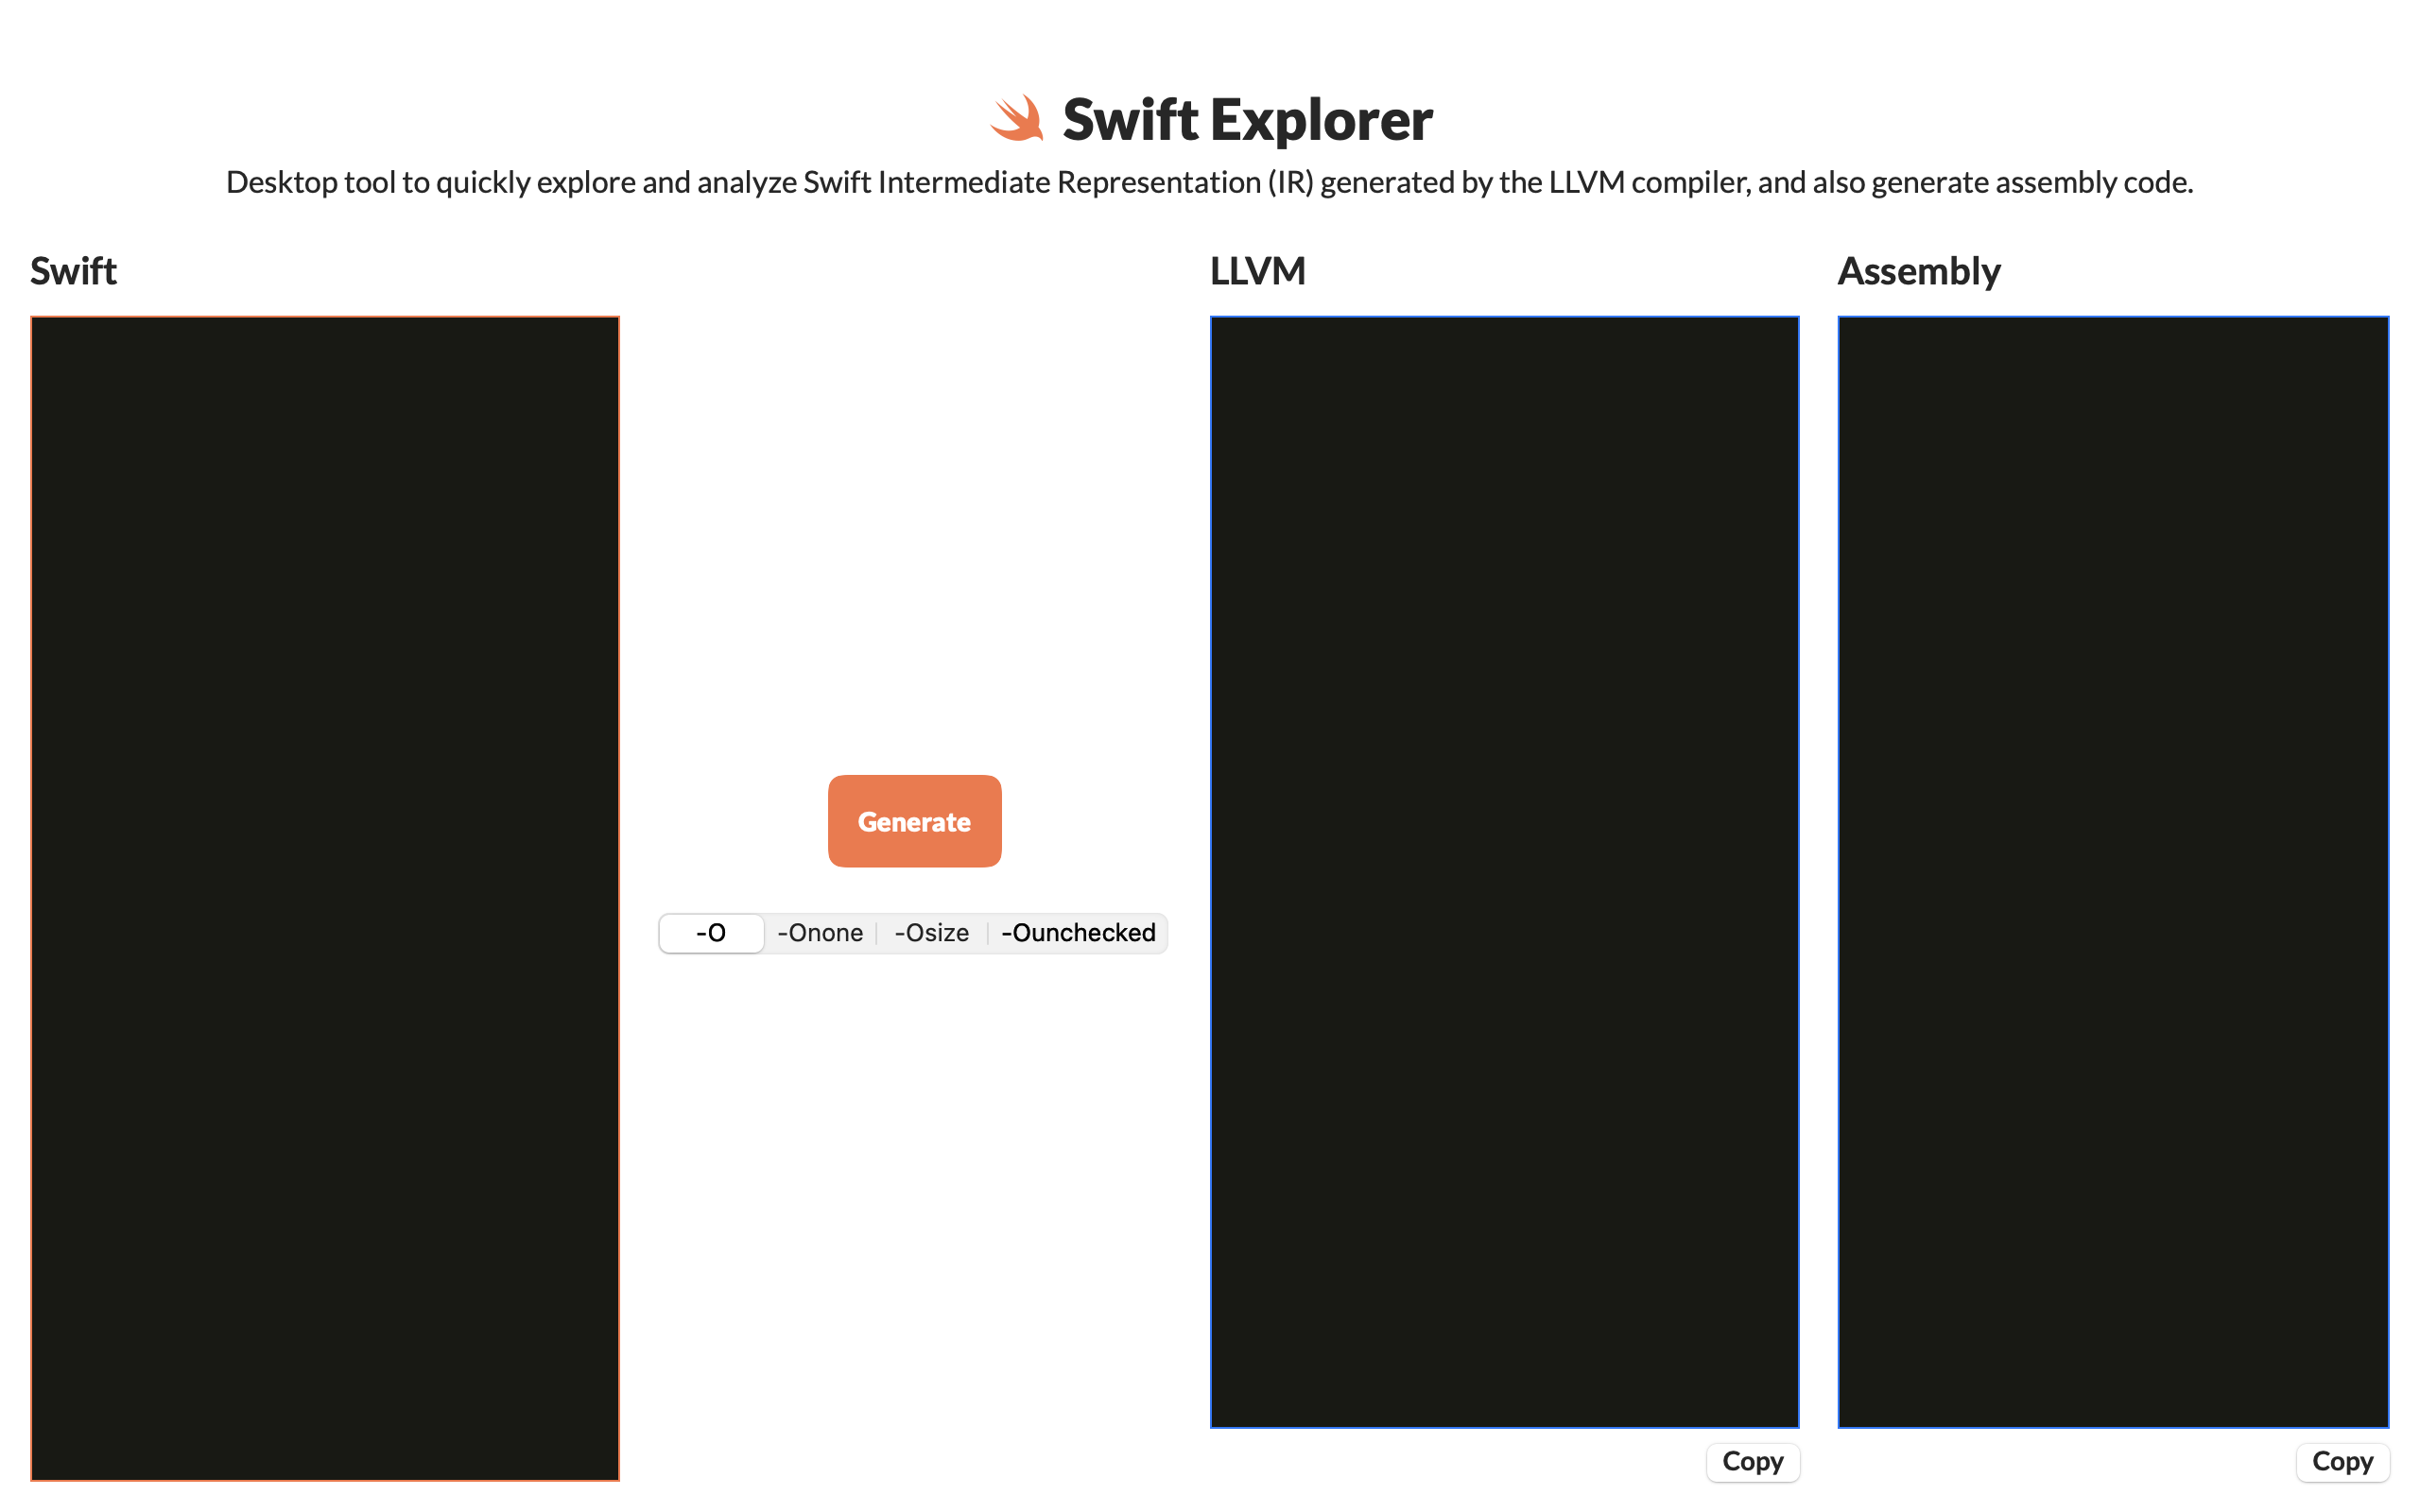 Swift Explorer
Desktop tool to quickly explore and analyze Swift Intermediate Representation (IR) generated by the LLVM compiler, and also generate assembly code.
Swift
LLVM
Assembly
Generate
-O
-Onone
-Osize
-Ounchecked
Copy
Copy